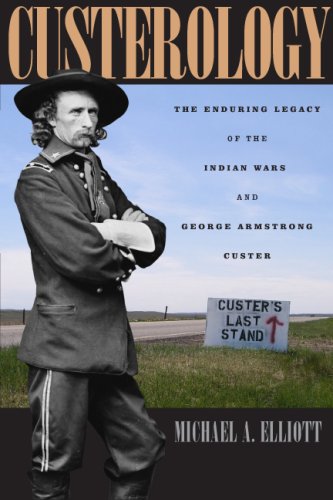 CUSTEROLOGY
THE ENDURING LEGACY
OF THE
INDIAN WARS
AND
GEORGE ARMSTRONG
CUSTER
CUSTER'S
LAST
STAND ↑
MICHAEL A. ELLIOTT